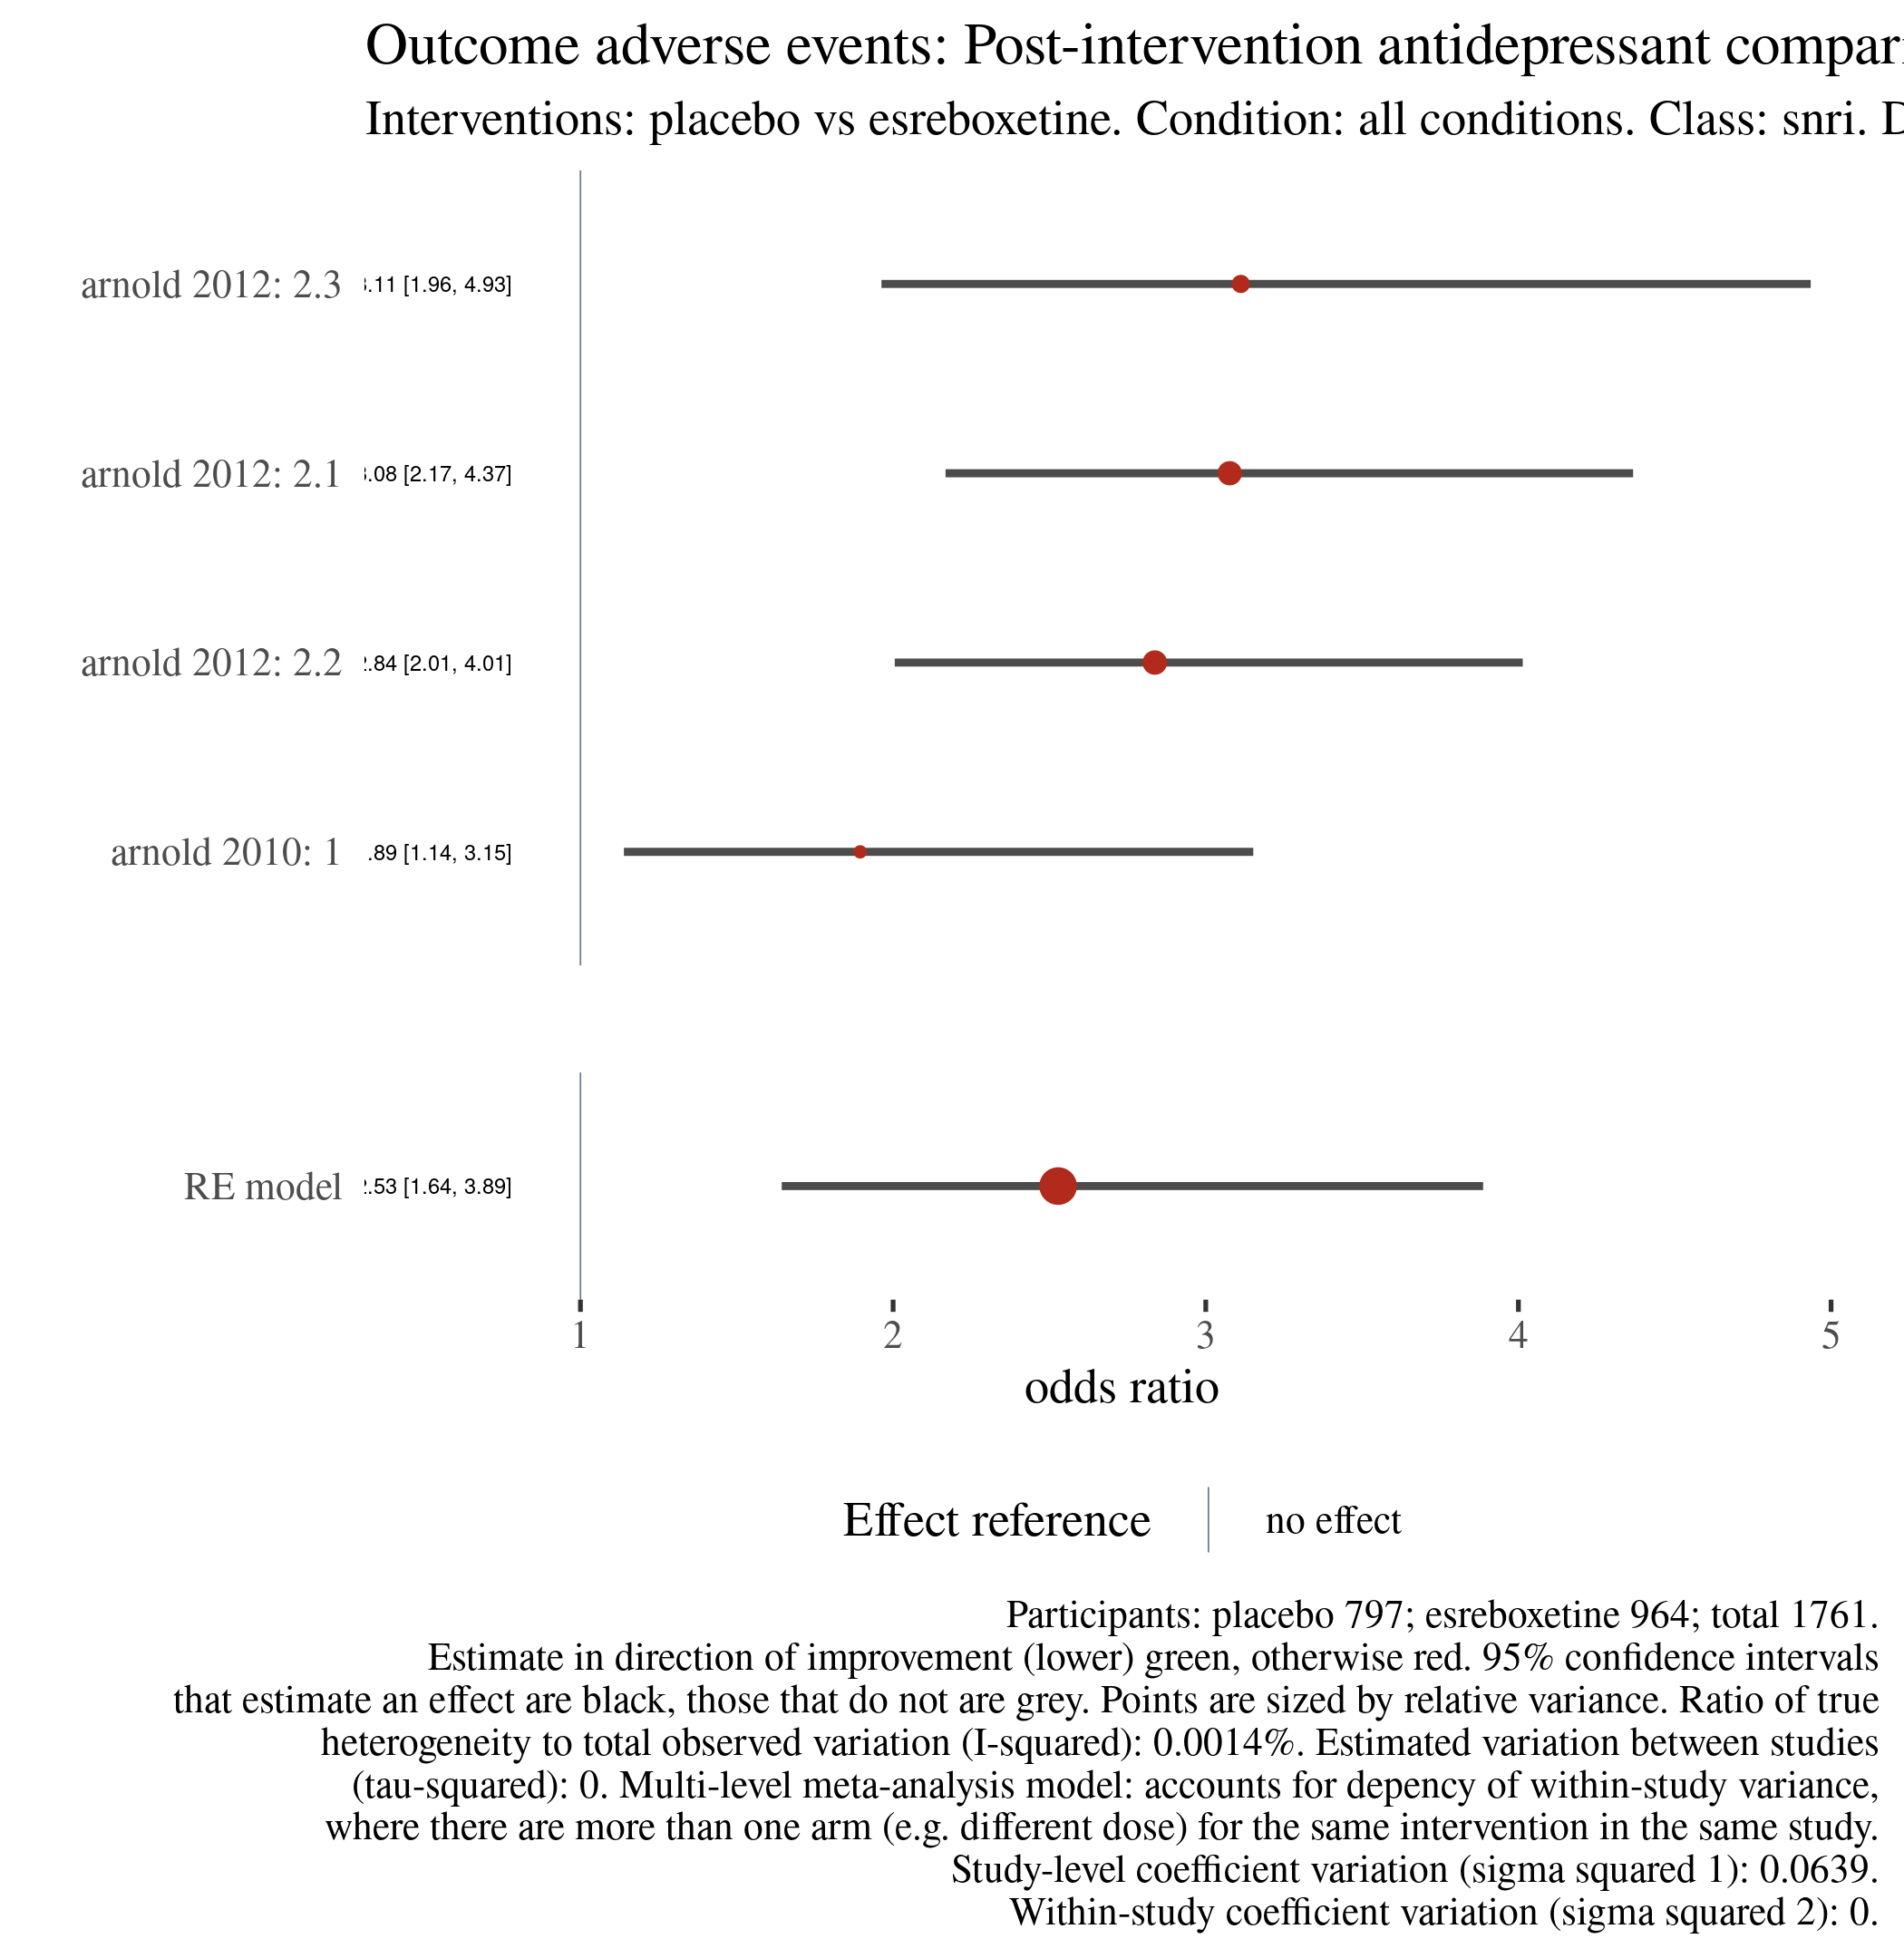 Outcome adverse events: Post-intervention antidepressant compari
Interventions: placebo vs esreboxetine. Condition: all conditions. Class: snri. D
arnold 2012: 2.3 3.11 [1.96, 4.93]
arnold 2012: 2.1 3.08 [2.17, 4.37]
arnold 2012: 2.2 2.84 [2.01, 4.01]
arnold 2010: 1 .89 [1.14, 3.15]
RE model 2.53 [1.64, 3.89]
1 2 3 4 5
odds ratio
Effect reference no effect
Participants: placebo 797; esreboxetine 964; total 1761.
Estimate in direction of improvement (lower) green, otherwise red. 95% confidence intervals
that estimate an effect are black, those that do not are grey. Points are sized by relative variance. Ratio of true
heterogeneity to total observed variation (I-squared): 0.0014%. Estimated variation between studies
(tau-squared): 0. Multi-level meta-analysis model: accounts for depency of within-study variance,
where there are more than one arm (e.g. different dose) for the same intervention in the same study.
Study-level coefficient variation (sigma squared 1): 0.0639.
Within-study coefficient variation (sigma squared 2): 0.